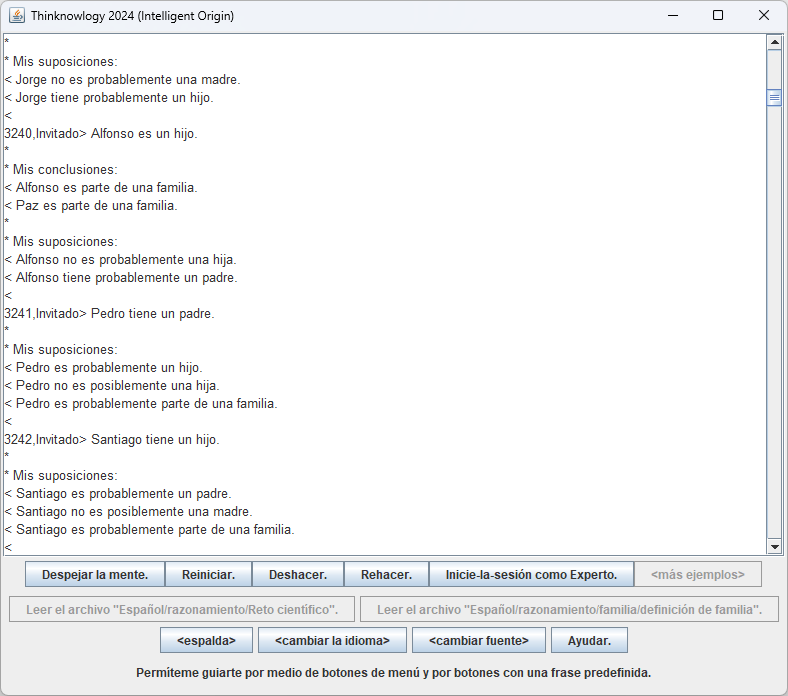 Thinknowlogy 2024 (Intelligent Origin)
*
* Mis suposiciones:
< Jorge no es probablemente una madre.
< Jorge tiene probablemente un hijo.
<
3240,Invitado> Alfonso es un hijo.
*
* Mis conclusiones:
< Alfonso es parte de una familia.
< Paz es parte de una familia.
*
* Mis suposiciones:
< Alfonso no es probablemente una hija.
< Alfonso tiene probablemente un padre.
<
3241,Invitado> Pedro tiene un padre.
*
* Mis suposiciones:
< Pedro es probablemente un hijo.
< Pedro no es posiblemente una hija.
< Pedro es probablemente parte de una familia.
<
3242,Invitado> Santiago tiene un hijo.
*
* Mis suposiciones:
< Santiago es probablemente un padre.
< Santiago no es posiblemente una madre.
< Santiago es probablemente parte de una familia.
<
Despejar la mente. Reiniciar. Deshacer. Rehacer. Inicie-la-sesión como Experto. <más ejemplos>
Leer el archivo "Español/razonamiento/Reto científico". Leer el archivo "Español/razonamiento/familia/definición de familia".
<espalda> <cambiar la idioma> <cambiar fuente> Ayudar.
Permíteme guiarte por medio de botones de menú y por botones con una frase predefinida.